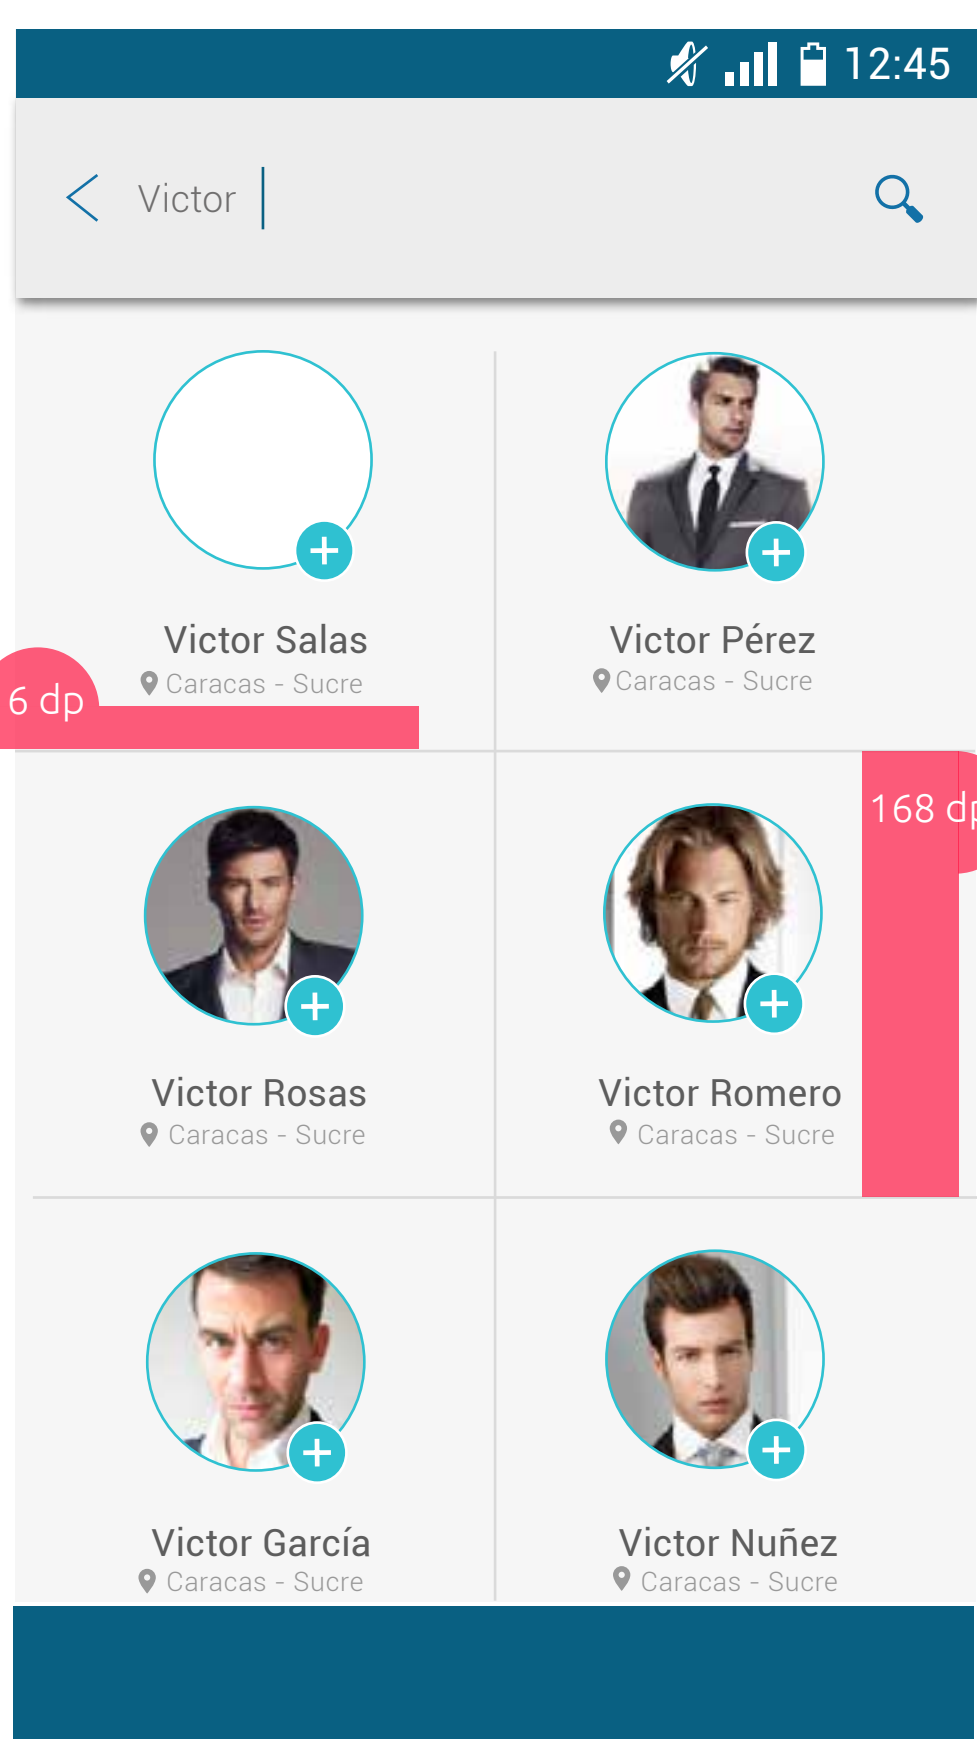 12:45
Victor
Victor Salas
Caracas - Sucre
Victor Pérez
Caracas - Sucre
6 dp
168 dp
Victor Rosas
Caracas - Sucre
Victor Romero
Caracas - Sucre
Victor García
Caracas - Sucre
Victor Nuñez
Caracas - Sucre